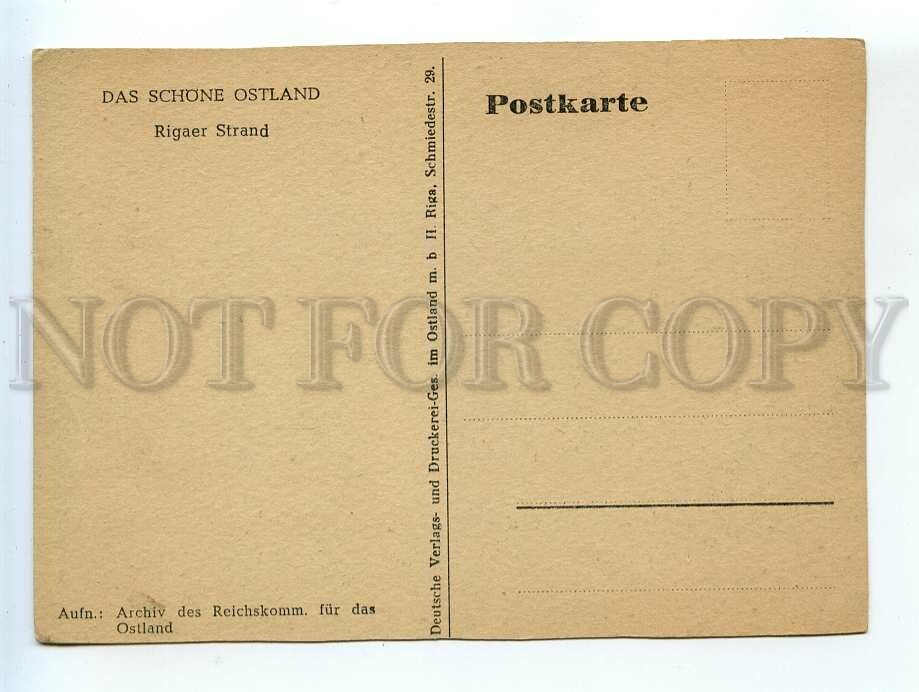 DAS SCHÖNE OSTLAND
Rigaer Strand
Aufn.: Archiv des Reichskomm. für das
Ostland
Deutsche Verlags- und Druckerei-Ges. im Ostland m. b H. Riga, Schmiedestr. 29.
Postkarte
NOT FOR COPY